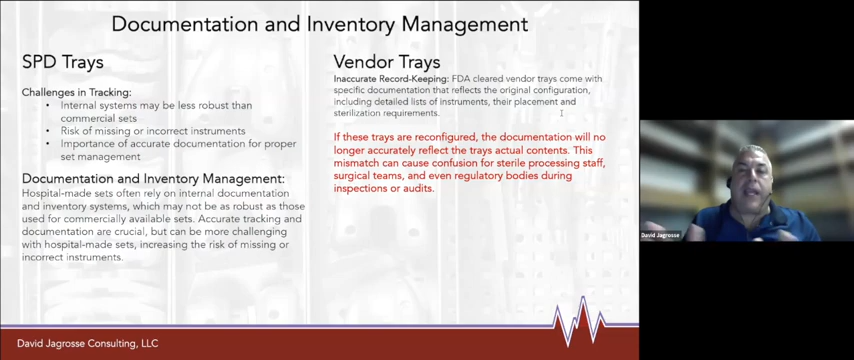 Documentation and Inventory Management
SPD Trays
Challenges in Tracking:
• Internal systems may be less robust than
commercial sets
• Risk of missing or incorrect instruments
• Importance of accurate documentation for proper
set management
Documentation and Inventory Management:
Hospital-made sets often rely on internal documentation
and inventory systems, which may not be as robust as those
used for commercially available sets. Accurate tracking and
documentation are crucial, but can be more challenging
with hospital-made sets, increasing the risk of missing or
incorrect instruments.
Vendor Trays
Inaccurate Record-Keeping: FDA cleared vendor trays come with
specific documentation that reflects the original configuration,
including detailed lists of instruments, their placement and
sterilization requirements.
If these trays are reconfigured, the documentation will no
longer accurately reflect the trays actual contents. This
mismatch can cause confusion for sterile processing staff,
surgical teams, and even regulatory bodies during
inspections or audits.
David Jagrosse
David Jagrosse Consulting, LLC